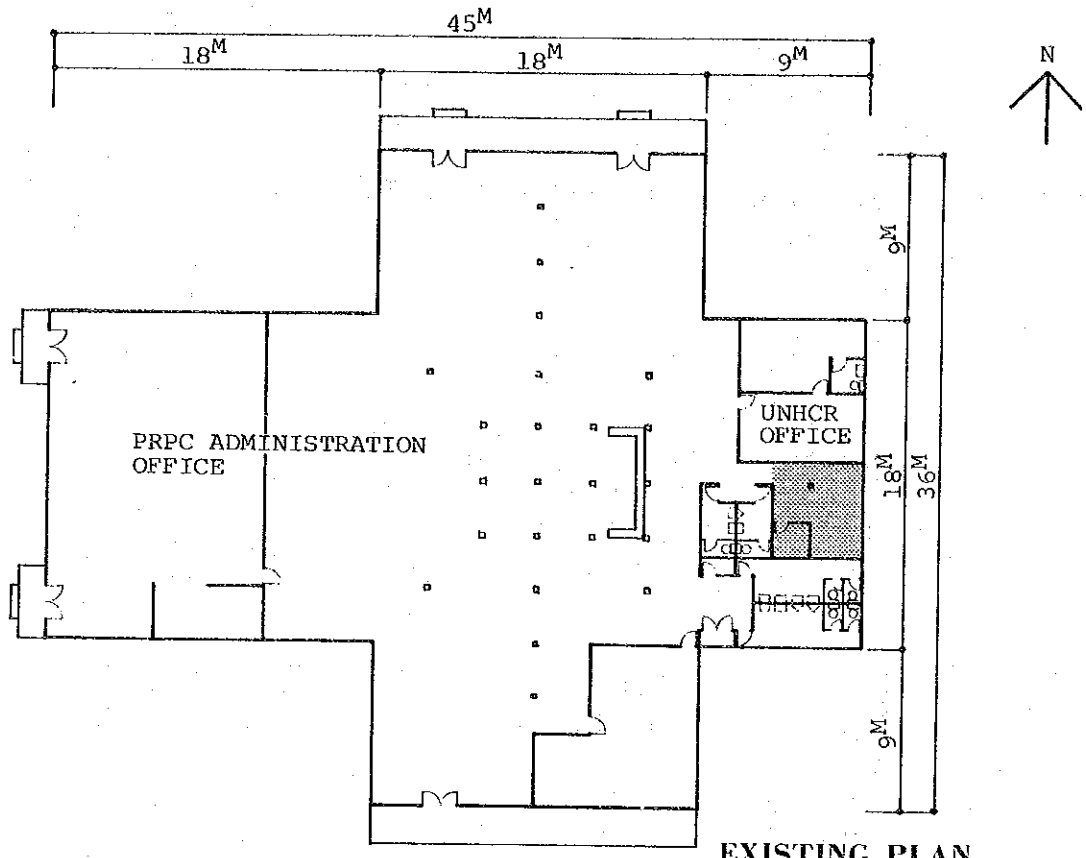 45M
18M
18M
9M
N
9M
PRPC ADMINISTRATION
OFFICE
UNHCR
OFFICE
18M
36M
9M
EXISTING PLAN